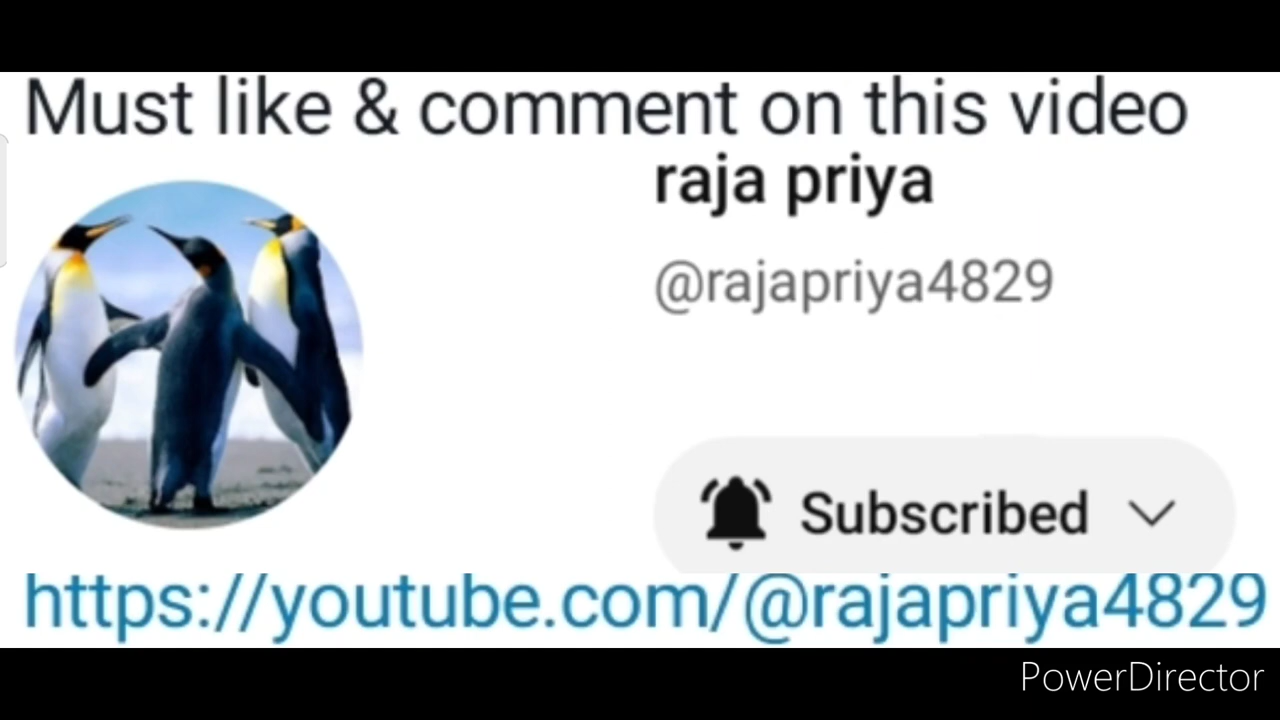 Must like & comment on this video
raja priya
@rajapriya4829
Subscribed
https://youtube.com/@rajapriya4829
PowerDirector